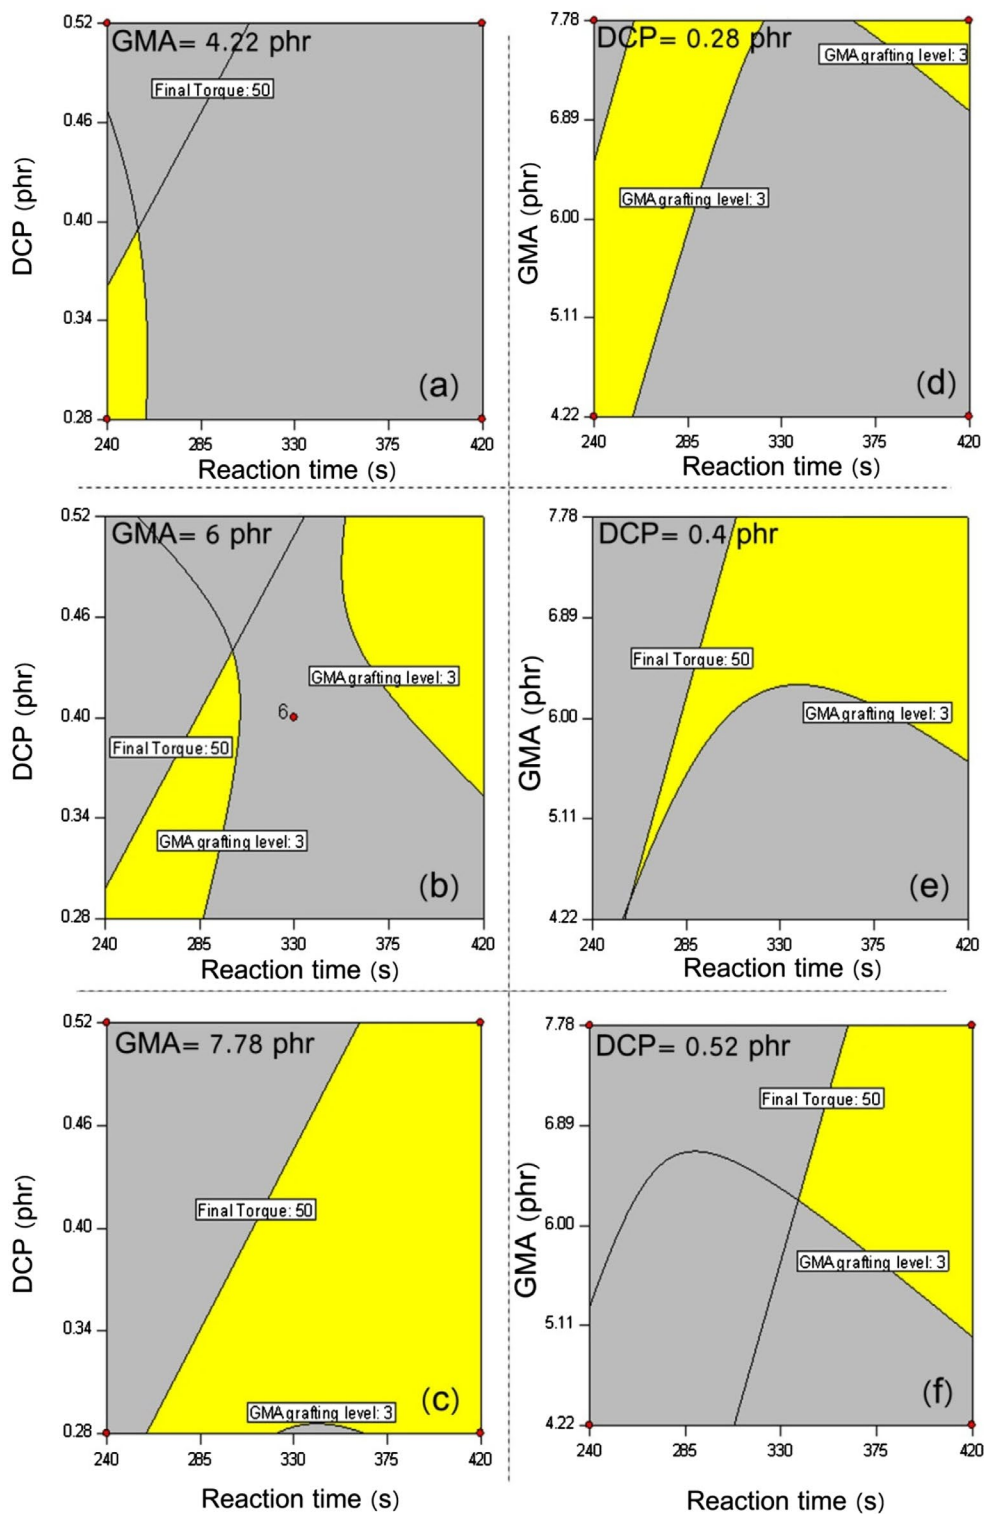 GMA= 4.22 phr
Final Torque: 50
0.52
0.46
0.40
0.34
0.28
DCP (phr)
(a)
240 285 330 375 420
Reaction time (s)
DCP= 0.28 phr
GMA grafting level: 3
GMA grafting level: 3
7.78
6.89
6.00
5.11
4.22
GMA (phr)
(d)
240 285 330 375 420
Reaction time (s)
GMA= 6 phr
GMA grafting level: 3
6
Final Torque: 50
GMA grafting level: 3
0.52
0.46
0.40
0.34
0.28
DCP (phr)
(b)
240 285 330 375 420
Reaction time (s)
DCP= 0.4 phr
Final Torque: 50
GMA grafting level: 3
7.78
6.89
6.00
5.11
4.22
GMA (phr)
(e)
240 285 330 375 420
Reaction time (s)
GMA= 7.78 phr
Final Torque: 50
GMA grafting level: 3
0.52
0.46
0.40
0.34
0.28
DCP (phr)
(c)
240 285 330 375 420
Reaction time (s)
DCP= 0.52 phr
Final Torque: 50
GMA grafting level: 3
7.78
6.89
6.00
5.11
4.22
GMA (phr)
(f)
240 285 330 375 420
Reaction time (s)